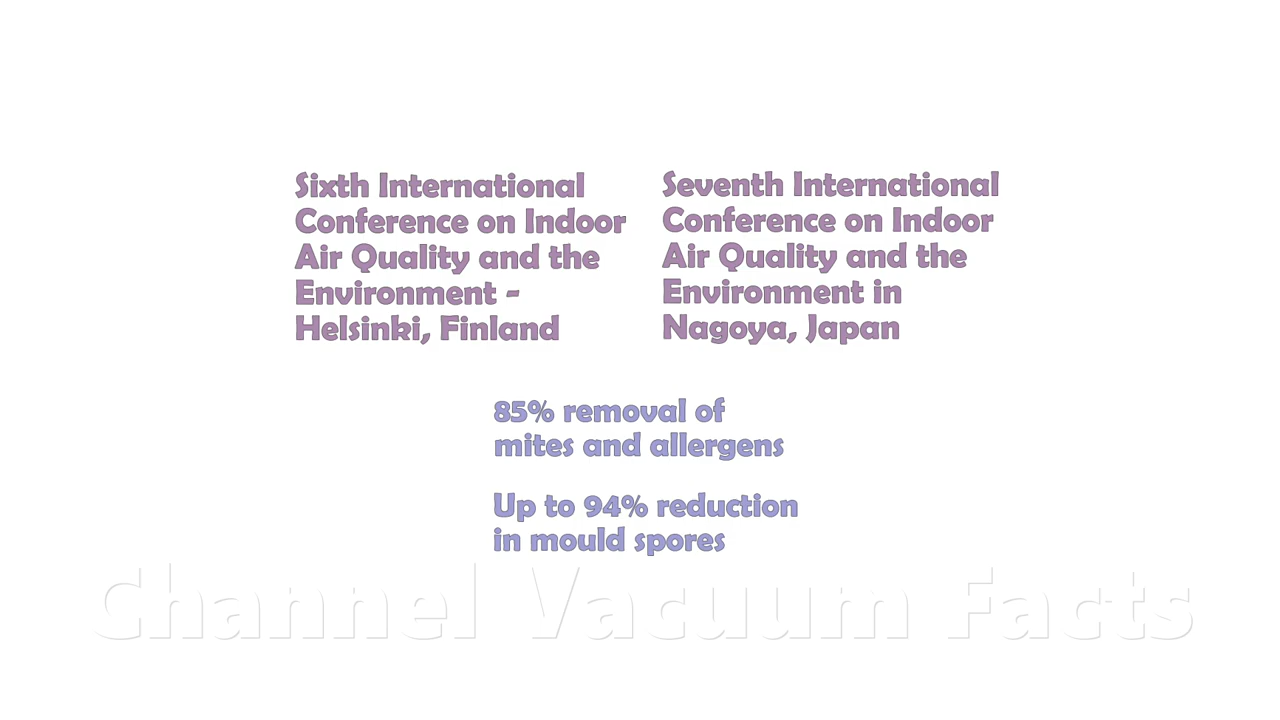 Sixth International
Conference on Indoor
Air Quality and the
Environment -
Helsinki, Finland
Seventh International
Conference on Indoor
Air Quality and the
Environment in
Nagoya, Japan
85% removal of
mites and allergens
Up to 94% reduction
in mould spores
Channel Vacuum Facts